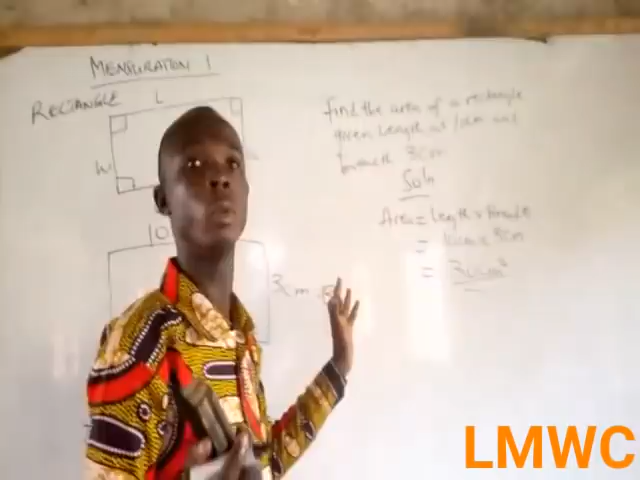 MENSURATION 1
RECTANGLE
L
W
find the area of a rectangle
given Length as 10cm and
breadth 3cm
Soln
Area = Length x Breadth
= 10cm x 3cm
= 30cm²
10
3cm
LMWC